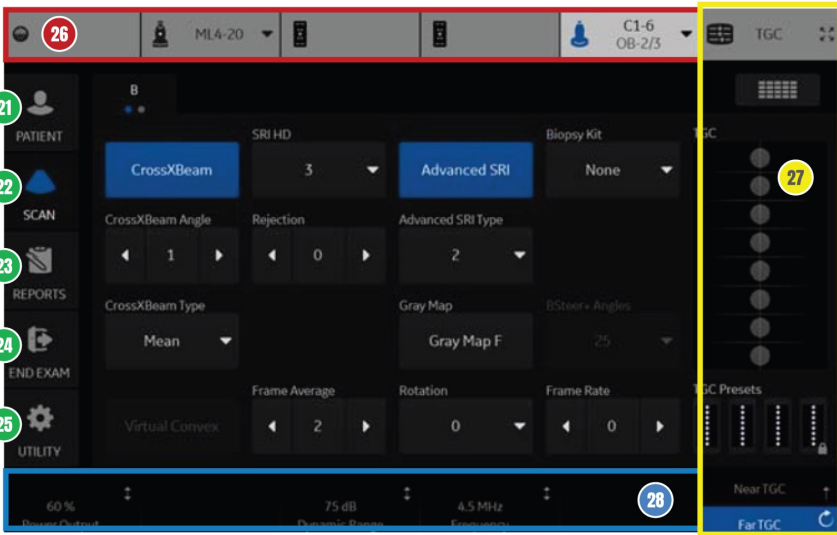 26
ML4-20
C1-6
OB-2/3
TGC
21
PATIENT
22
SCAN
23
REPORTS
24
END EXAM
25
UTILITY
B
SRI HD
Biopsy Kit
CrossXBeam
3
Advanced SRI
None
CrossXBeam Angle
Rejection
Advanced SRI Type
1
0
2
CrossXBeam Type
Gray Map
BSteer+ Angles
Mean
Gray Map F
25
Frame Average
Rotation
Frame Rate
Virtual Convex
2
0
0
TGC
27
TGC Presets
Near TGC
Far TGC
60 %
Power Output
75 dB
Dynamic Range
4.5 MHz
Frequency
28